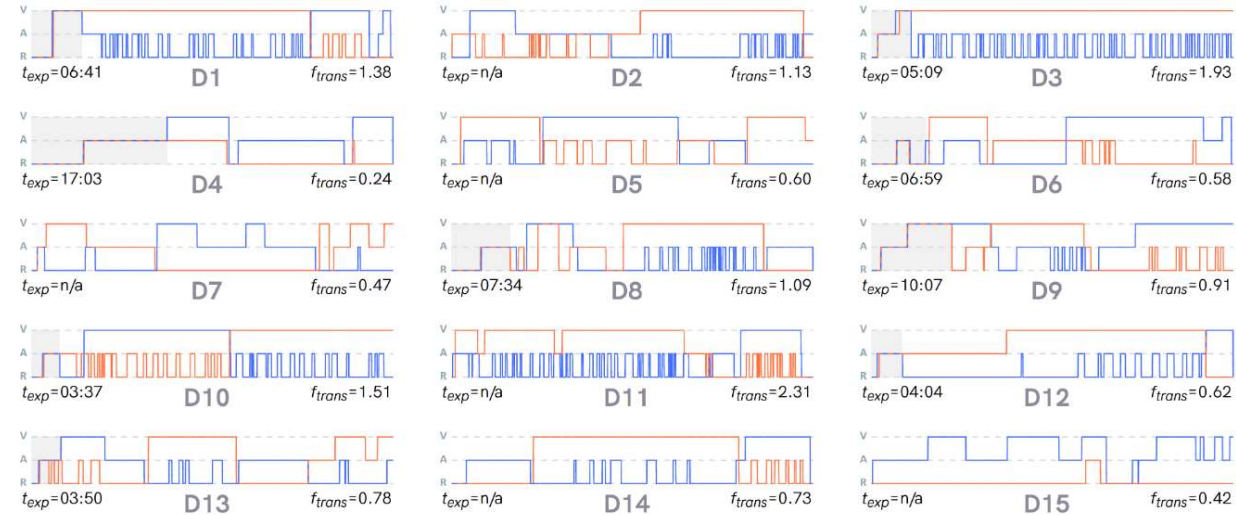 V V V
A A A
R R R
t_exp=06:41 D1 f_trans=1.38 t_exp=n/a D2 f_trans=1.13 t_exp=05:09 D3 f_trans=1.93
V V V
A A A
R R R
t_exp=17:03 D4 f_trans=0.24 t_exp=n/a D5 f_trans=0.60 t_exp=06:59 D6 f_trans=0.58
V V V
A A A
R R R
t_exp=n/a D7 f_trans=0.47 t_exp=07:34 D8 f_trans=1.09 t_exp=10:07 D9 f_trans=0.91
V V V
A A A
R R R
t_exp=03:37 D10 f_trans=1.51 t_exp=n/a D11 f_trans=2.31 t_exp=04:04 D12 f_trans=0.62
V V V
A A A
R R R
t_exp=03:50 D13 f_trans=0.78 t_exp=n/a D14 f_trans=0.73 t_exp=n/a D15 f_trans=0.42